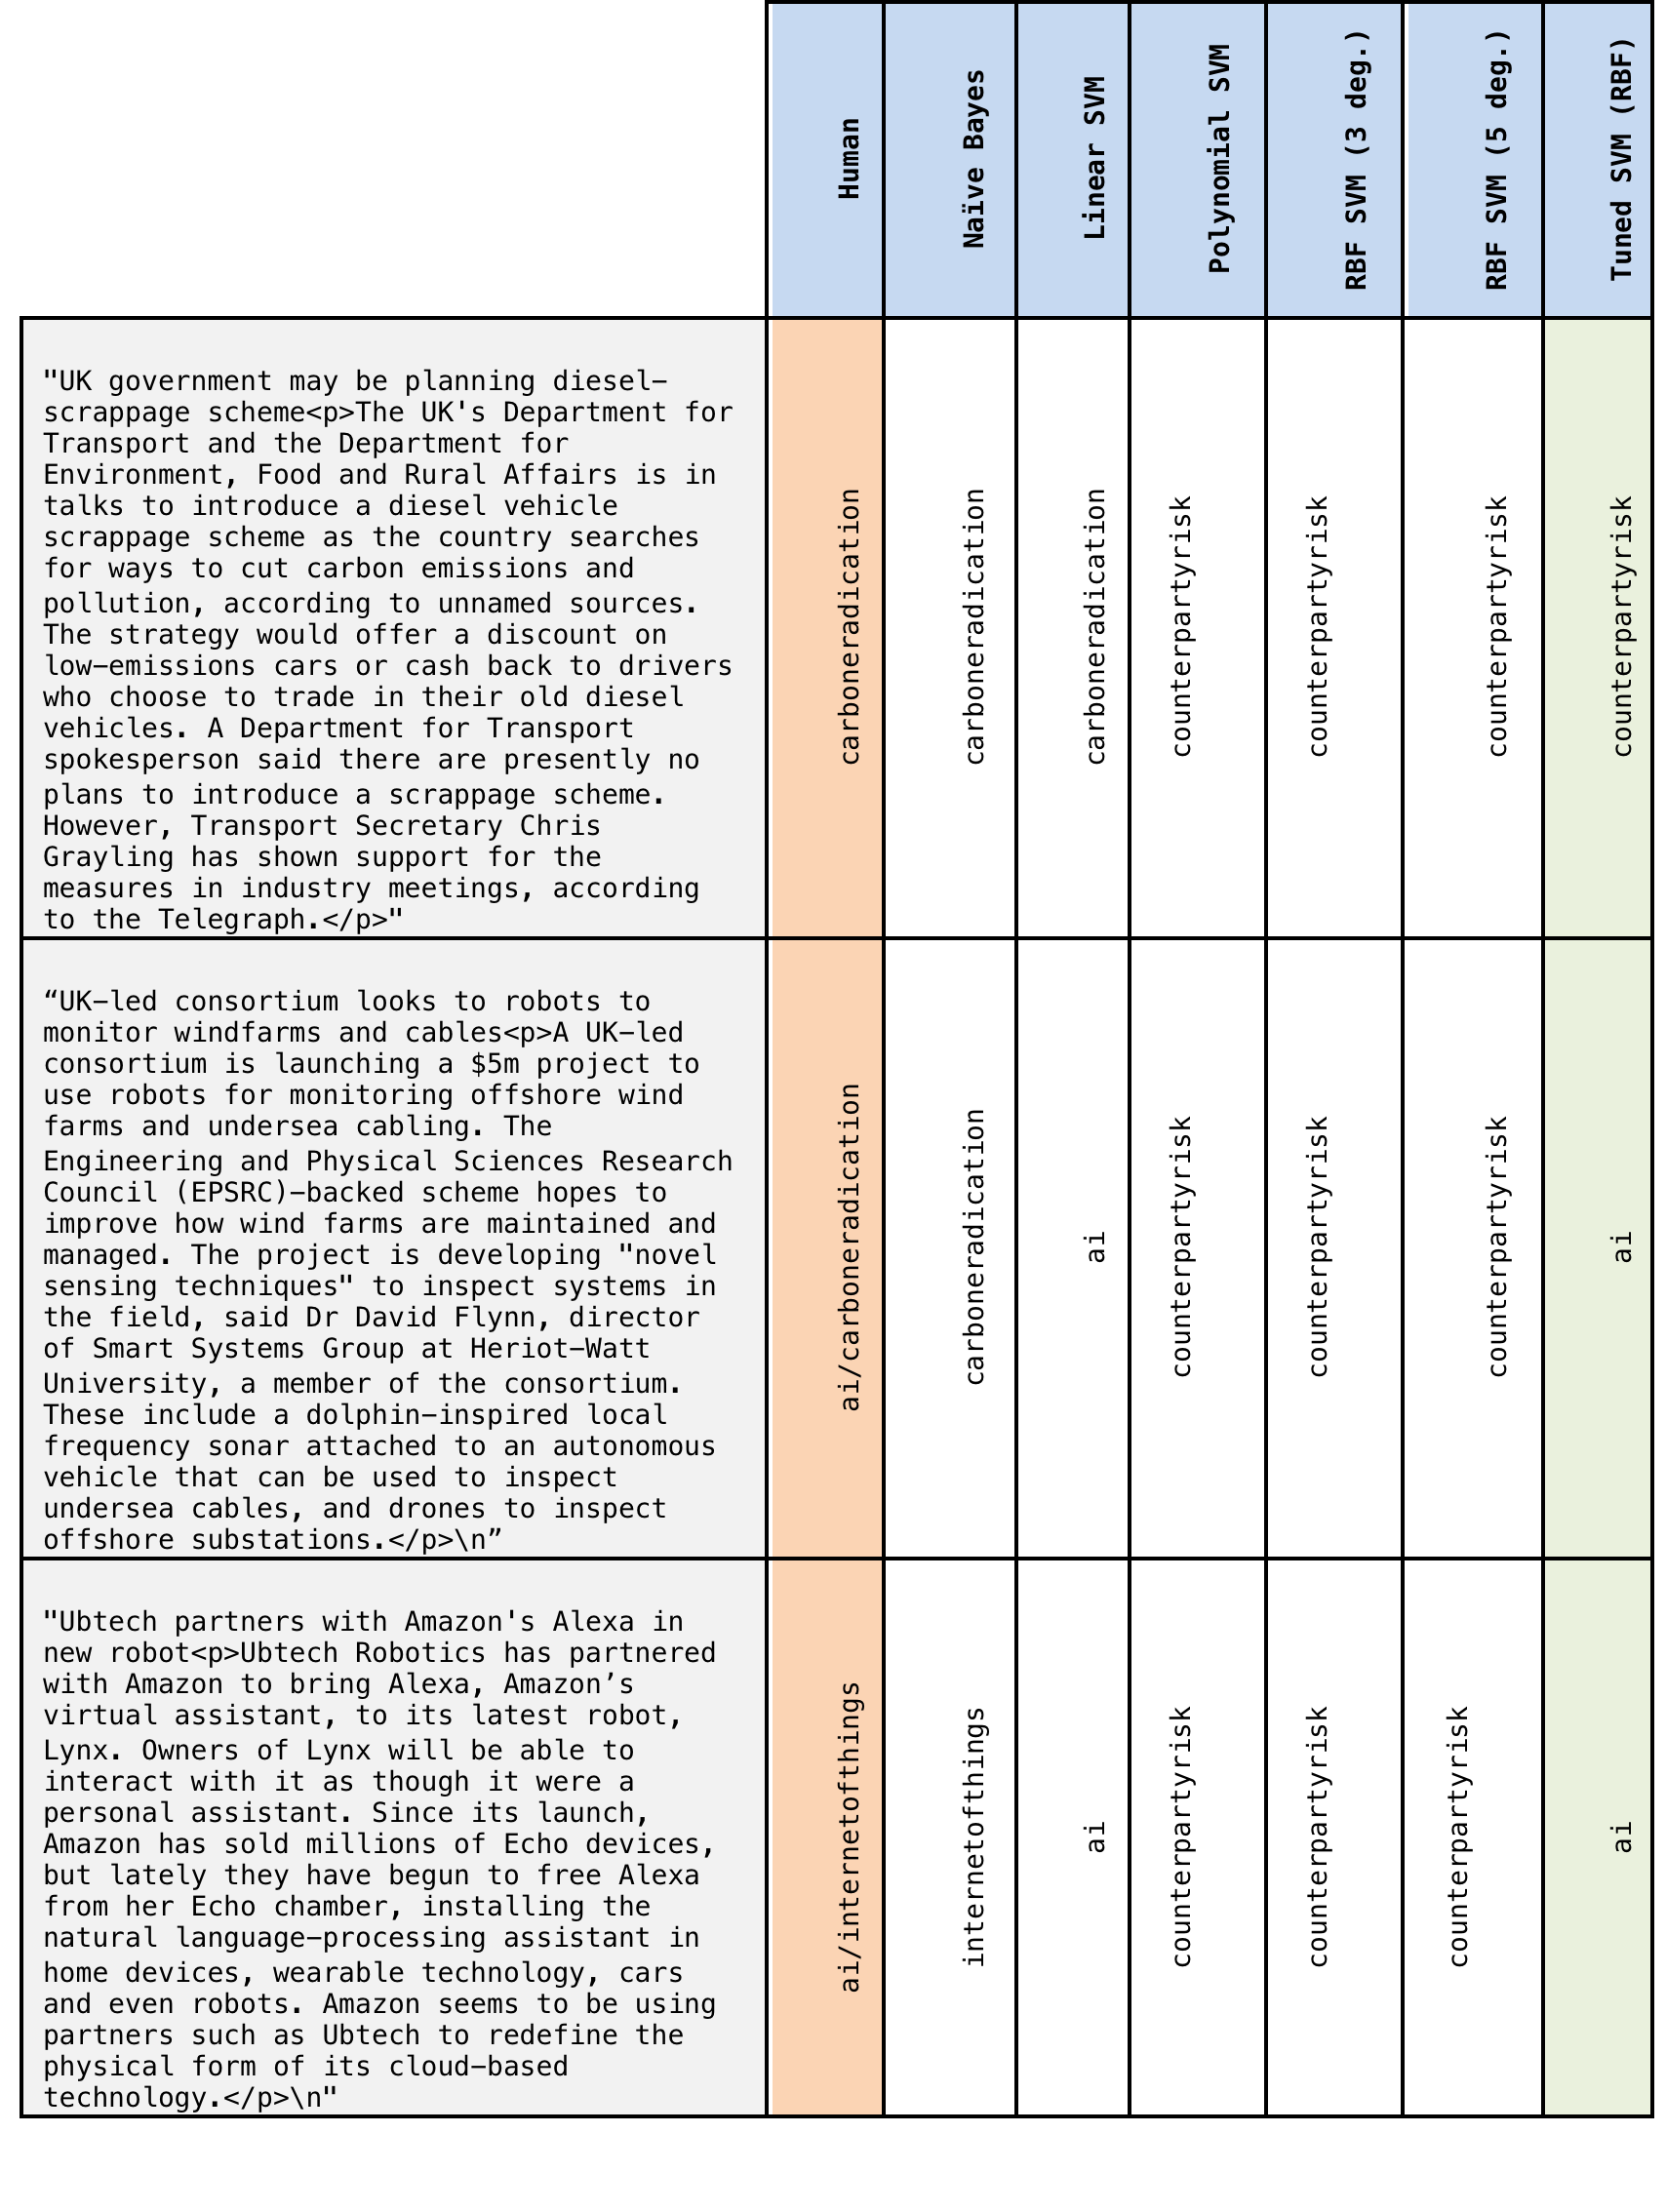 Human
Naïve Bayes
Linear SVM
Polynomial SVM
RBF SVM (3 deg.)
RBF SVM (5 deg.)
Tuned SVM (RBF)
"UK government may be planning diesel-
scrappage scheme<p>The UK's Department for
Transport and the Department for
Environment, Food and Rural Affairs is in
talks to introduce a diesel vehicle
scrappage scheme as the country searches
for ways to cut carbon emissions and
pollution, according to unnamed sources.
The strategy would offer a discount on
low-emissions cars or cash back to drivers
who choose to trade in their old diesel
vehicles. A Department for Transport
spokesperson said there are presently no
plans to introduce a scrappage scheme.
However, Transport Secretary Chris
Grayling has shown support for the
measures in industry meetings, according
to the Telegraph.</p>"
carboneradication
carboneradication
carboneradication
counterpartyrisk
counterpartyrisk
counterpartyrisk
counterpartyrisk
“UK-led consortium looks to robots to
monitor windfarms and cables<p>A UK-led
consortium is launching a $5m project to
use robots for monitoring offshore wind
farms and undersea cabling. The
Engineering and Physical Sciences Research
Council (EPSRC)-backed scheme hopes to
improve how wind farms are maintained and
managed. The project is developing "novel
sensing techniques" to inspect systems in
the field, said Dr David Flynn, director
of Smart Systems Group at Heriot-Watt
University, a member of the consortium.
These include a dolphin-inspired local
frequency sonar attached to an autonomous
vehicle that can be used to inspect
undersea cables, and drones to inspect
offshore substations.</p>\n”
ai/carboneradication
carboneradication
ai
counterpartyrisk
counterpartyrisk
counterpartyrisk
ai
"Ubtech partners with Amazon's Alexa in
new robot<p>Ubtech Robotics has partnered
with Amazon to bring Alexa, Amazon’s
virtual assistant, to its latest robot,
Lynx. Owners of Lynx will be able to
interact with it as though it were a
personal assistant. Since its launch,
Amazon has sold millions of Echo devices,
but lately they have begun to free Alexa
from her Echo chamber, installing the
natural language-processing assistant in
home devices, wearable technology, cars
and even robots. Amazon seems to be using
partners such as Ubtech to redefine the
physical form of its cloud-based
technology.</p>\n"
ai/internetofthings
internetofthings
ai
counterpartyrisk
counterpartyrisk
counterpartyrisk
ai